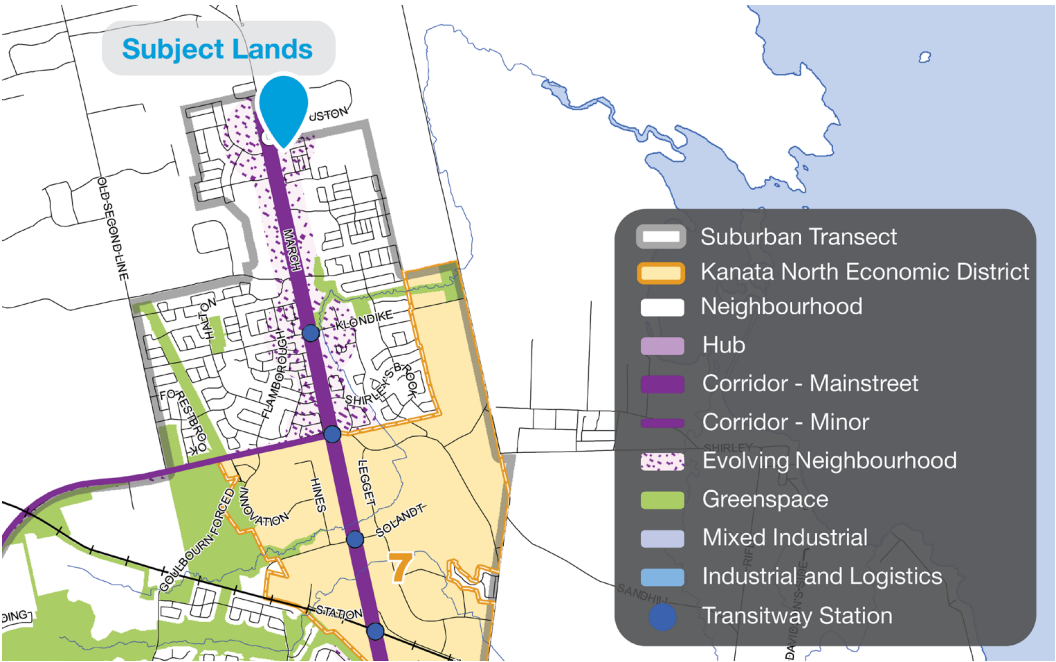 Subject Lands
USTON
OLD SECOND LINE
MARCH
HALTON
KLONDIKE
FLAMBOROUGH
SHIRLEY'S BROOK
FORESTBROOK
LEGGET
HINES
INNOVATION
SOLANDT
GOULBOURN FORCED
7
STATION
DING
Suburban Transect
Kanata North Economic District
Neighbourhood
Hub
Corridor - Mainstreet
Corridor - Minor
SHIRLEY
Evolving Neighbourhood
Greenspace
Mixed Industrial
Industrial and Logistics
SANDHILL
Transitway Station